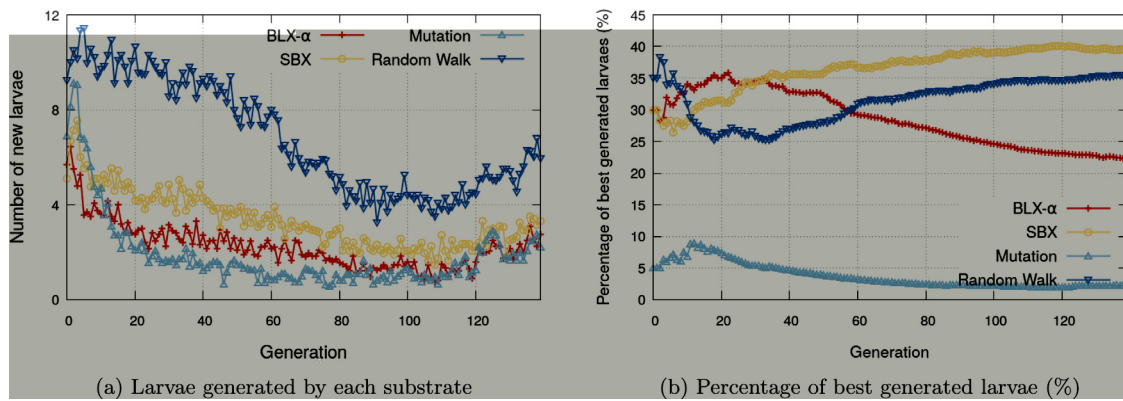 12
8
4
0
Number of new larvae
BLX-α
SBX
Mutation
Random Walk
0 20 40 60 80 100 120
Generation
(a) Larvae generated by each substrate
45
40
35
30
25
20
15
10
5
0
Percentage of best generated larvaes (%)
BLX-α
SBX
Mutation
Random Walk
0 20 40 60 80 100 120
Generation
(b) Percentage of best generated larvae (%)